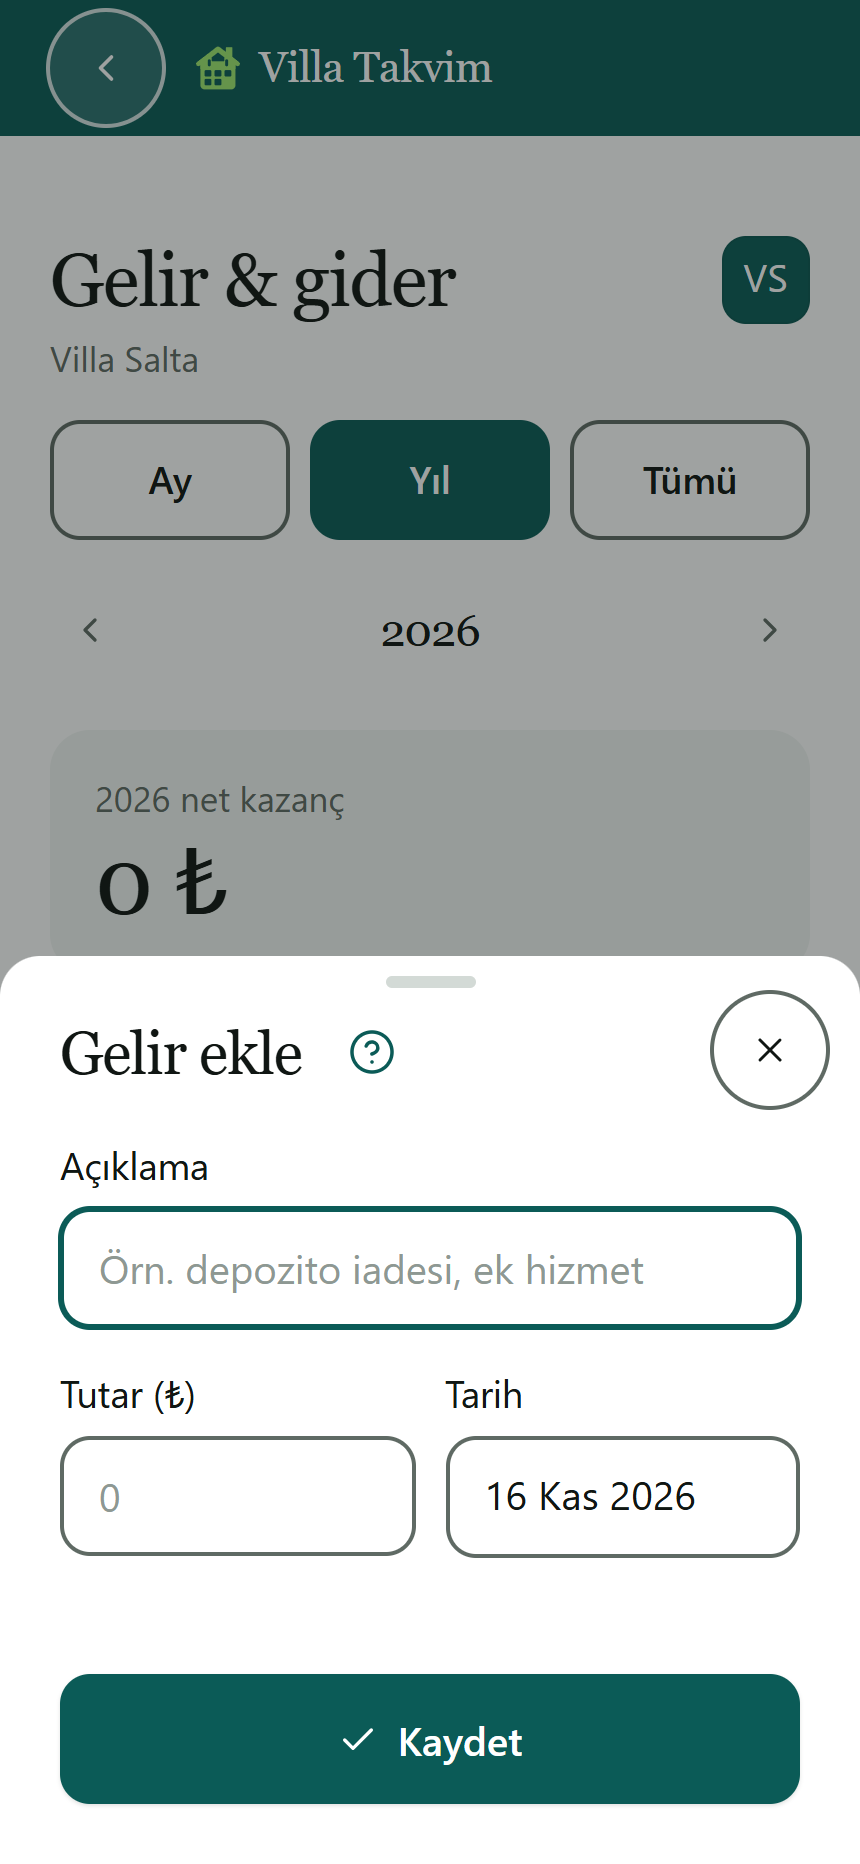 Villa Takvim
Gelir & gider
VS
Villa Salta
Ay
Yıl
Tümü
2026
2026 net kazanç
0 ₺
Gelir ekle
Açıklama
Örn. depozito iadesi, ek hizmet
Tutar (₺)
Tarih
0
16 Kas 2026
Kaydet